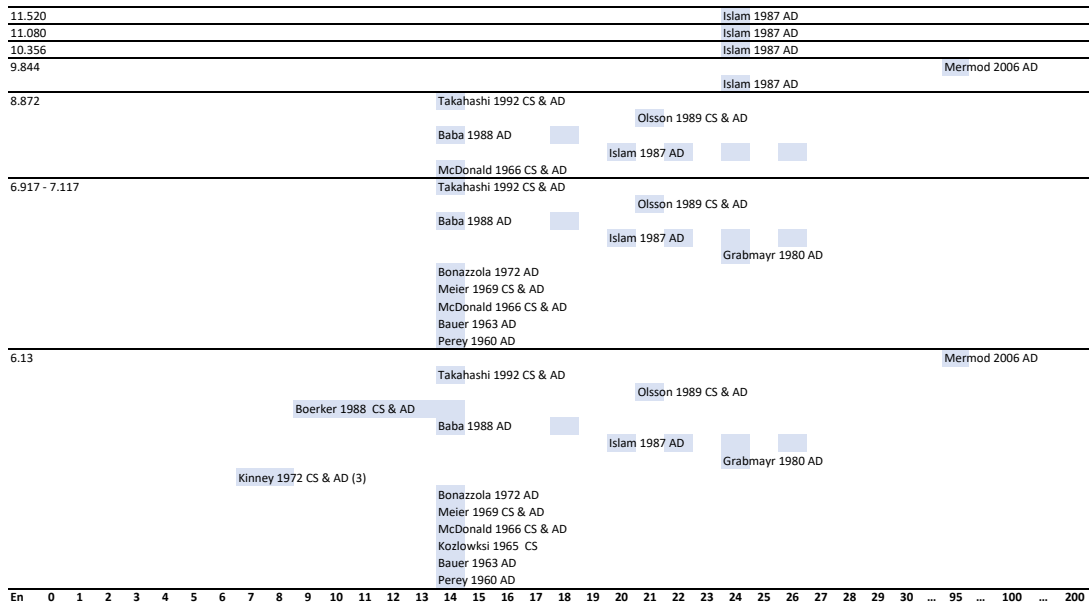 11.520 Islam 1987 AD
11.080 Islam 1987 AD
10.356 Islam 1987 AD
9.844 Mermod 2006 AD
Islam 1987 AD
8.872 Takahashi 1992 CS & AD
Olsson 1989 CS & AD
Baba 1988 AD
Islam 1987 AD
McDonald 1966 CS & AD
6.917 - 7.117 Takahashi 1992 CS & AD
Olsson 1989 CS & AD
Baba 1988 AD
Islam 1987 AD
Grabmayr 1980 AD
Bonazzola 1972 AD
Meier 1969 CS & AD
McDonald 1966 CS & AD
Bauer 1963 AD
Perey 1960 AD
6.13 Mermod 2006 AD
Takahashi 1992 CS & AD
Olsson 1989 CS & AD
Boerker 1988 CS & AD
Baba 1988 AD
Islam 1987 AD
Grabmayr 1980 AD
Kinney 1972 CS & AD (3)
Bonazzola 1972 AD
Meier 1969 CS & AD
McDonald 1966 CS & AD
Kozlowksi 1965 CS
Bauer 1963 AD
Perey 1960 AD
En 0 1 2 3 4 5 6 7 8 9 10 11 12 13 14 15 16 17 18 19 20 21 22 23 24 25 26 27 28 29 30 ... 95 ... 100 ... 200